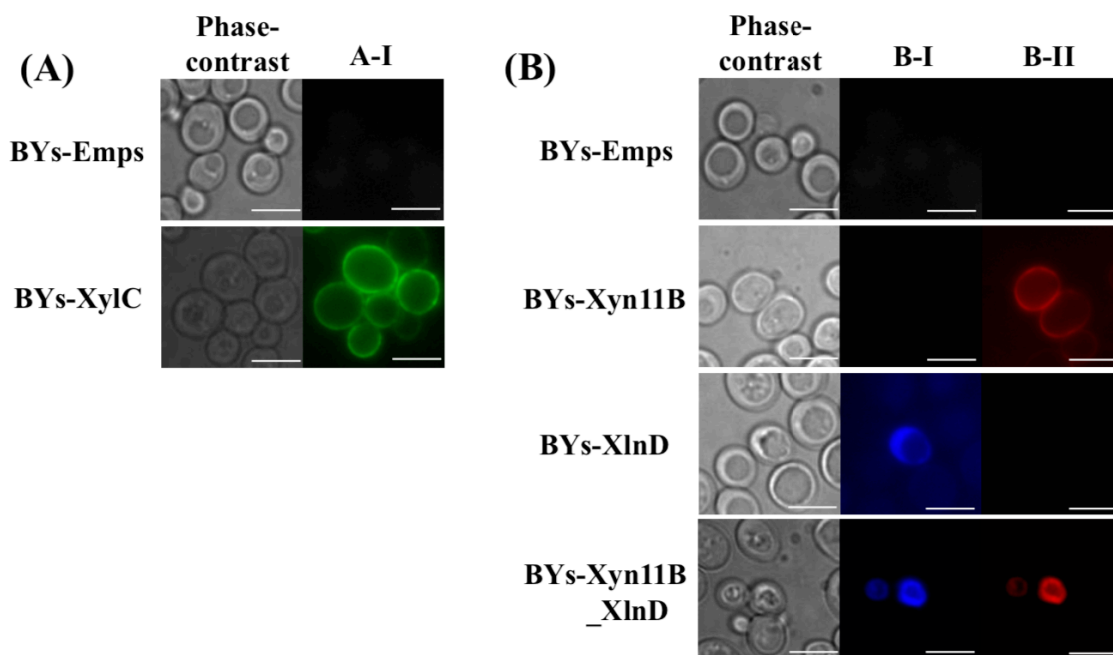 (A)
Phase-
contrast
A-I
BYs-Emps
BYs-XylC
(B)
Phase-
contrast
B-I
B-II
BYs-Emps
BYs-Xyn11B
BYs-XlnD
BYs-Xyn11B
_XlnD